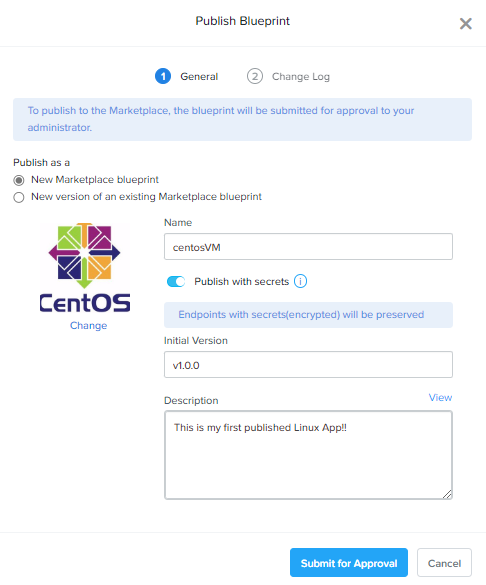 Publish Blueprint
1 General 2 Change Log
To publish to the Marketplace, the blueprint will be submitted for approval to your
administrator.
Publish as a
New Marketplace blueprint
New version of an existing Marketplace blueprint
CentOS
Change
Name
centosVM
Publish with secrets
Endpoints with secrets(encrypted) will be preserved
Initial Version
v1.0.0
Description View
This is my first published Linux App!!
Submit for Approval Cancel